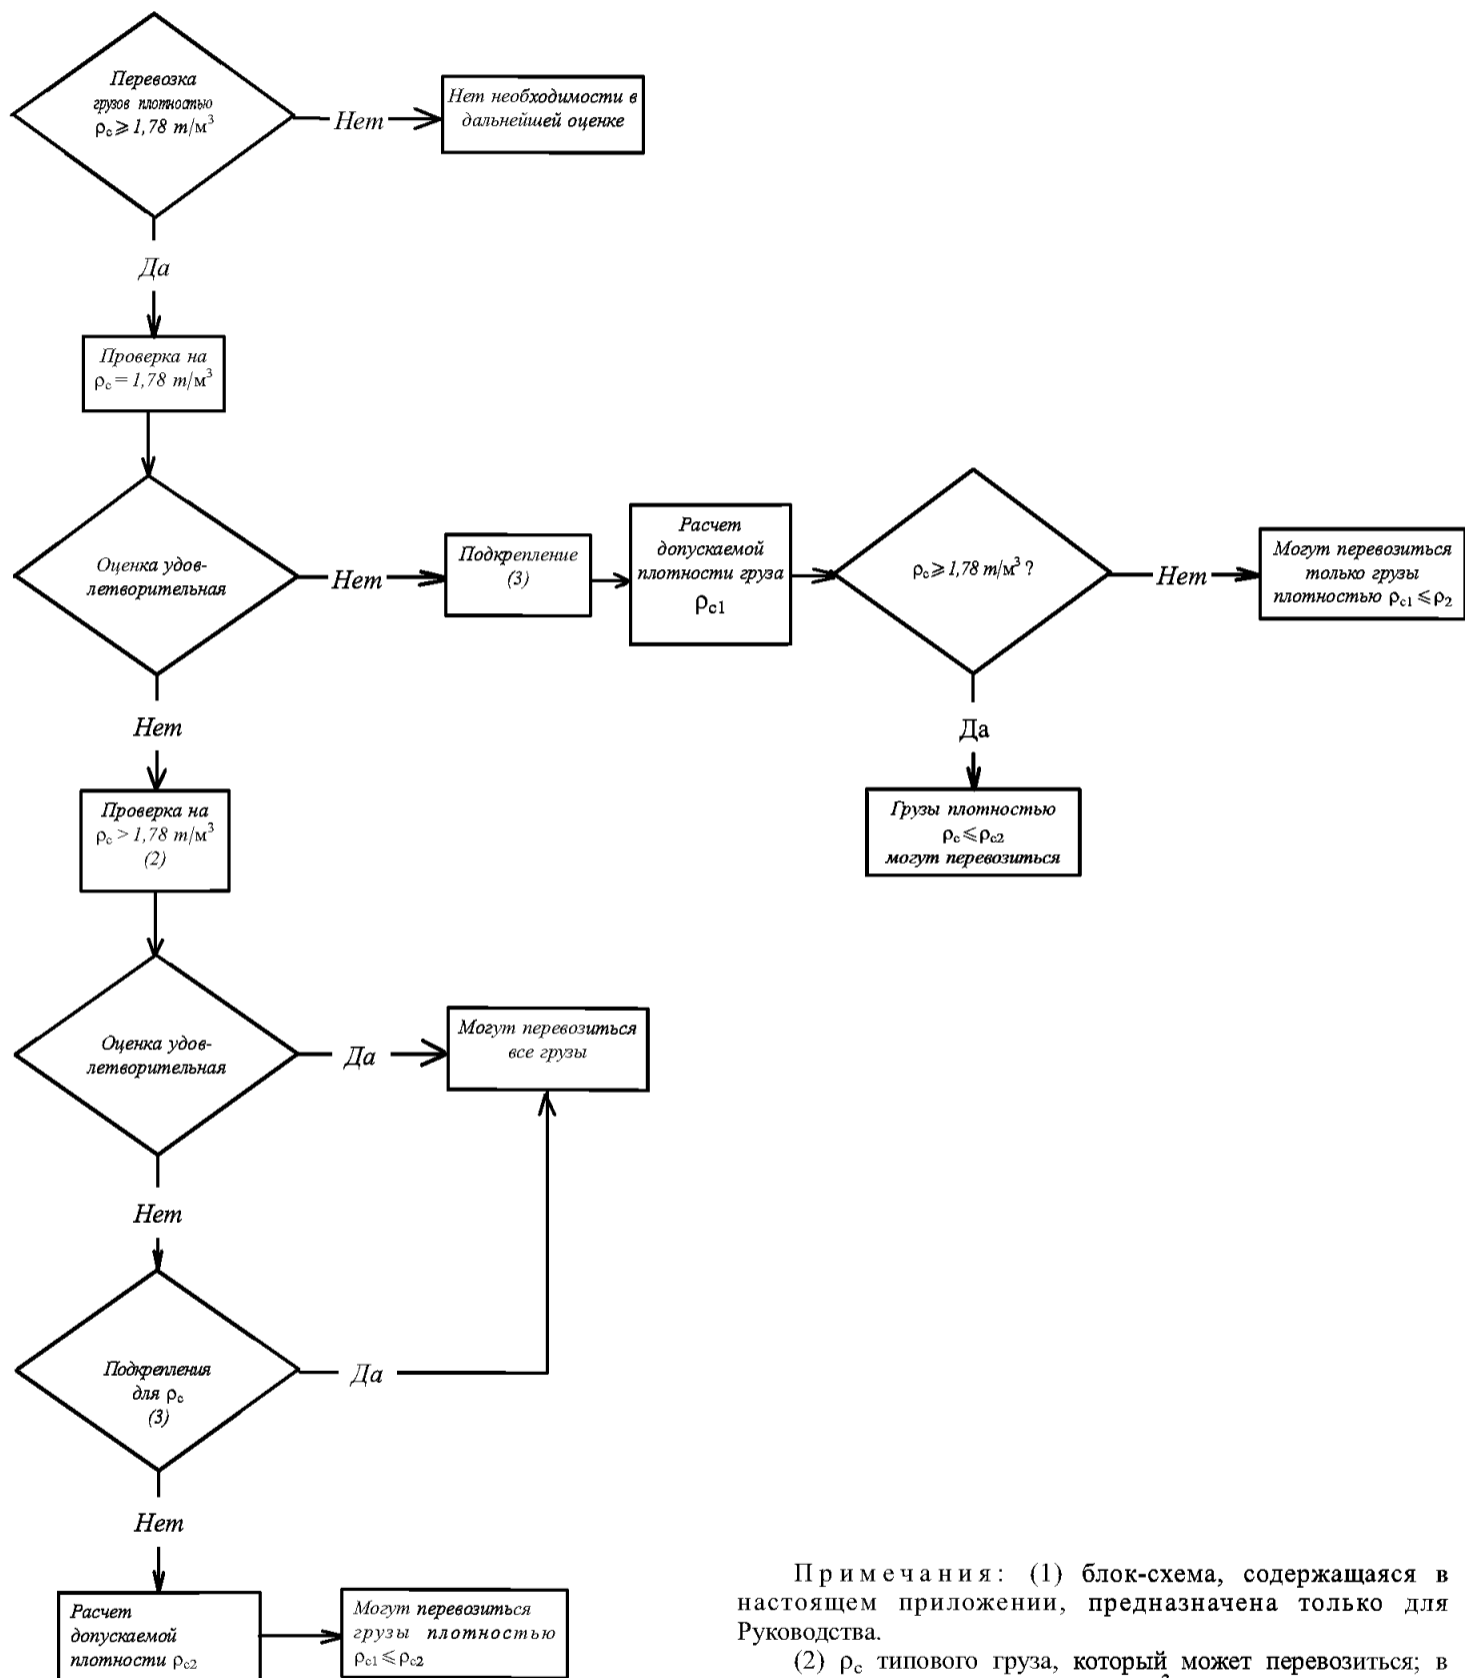 Перевозка
грузов плотностью
ρc ⩾ 1,78 т/м³
Нет
Нет необходимости в
дальнейшей оценке
Да
Проверка на
ρc = 1,78 т/м³
Оценка удов-
летворительная
Нет
Подкрепление
(3)
Расчет
допускаемой
плотности груза
ρc1
ρc ⩾ 1,78 т/м³ ?
Нет
Могут перевозиться
только грузы
плотностью ρc1 ⩽ ρ2
Да
Грузы плотностью
ρc ⩽ ρc2
могут перевозиться
Нет
Проверка на
ρc > 1,78 т/м³
(2)
Оценка удов-
летворительная
Да
Могут перевозиться
все грузы
Нет
Подкрепления
для ρc
(3)
Да
Нет
Расчет
допускаемой
плотности ρc2
Могут перевозиться
грузы плотностью
ρc1 ⩽ ρc2
Примечания: (1) блок-схема, содержащаяся в
настоящем приложении, предназначена только для
Руководства.
(2) ρc типового груза, который может перевозиться; в